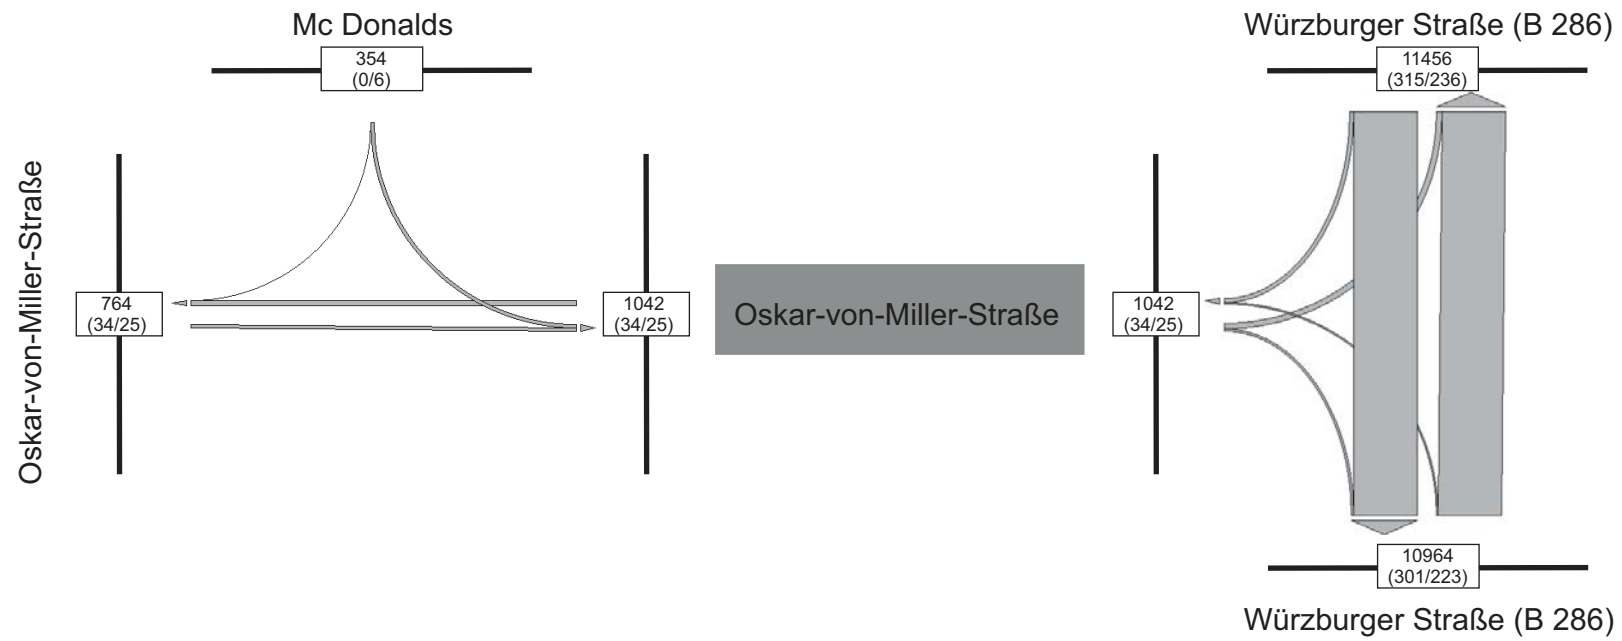 Mc Donalds
354
(0/6)
Oskar-von-Miller-Straße
764
(34/25)
1042
(34/25)
Oskar-von-Miller-Straße
Würzburger Straße (B 286)
11456
(315/236)
1042
(34/25)
10964
(301/223)
Würzburger Straße (B 286)